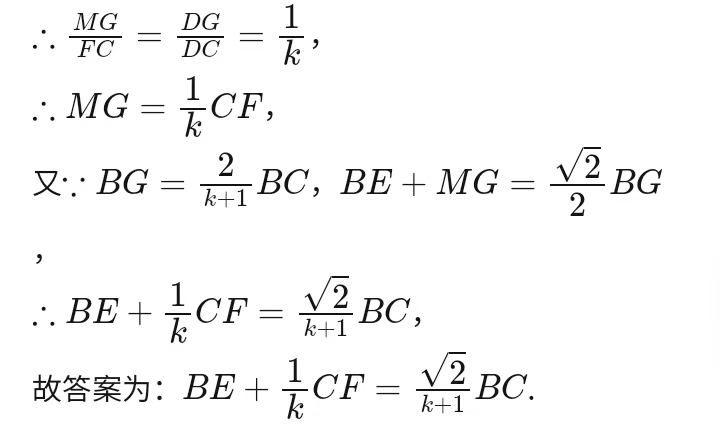 ∴ MG/FC = DG/DC = 1/k，
∴ MG = 1/k CF，
又∵ BG = 2/(k+1) BC，BE + MG = √2/2 BG
，
∴ BE + 1/k CF = √2/(k+1) BC，
故答案为：BE + 1/k CF = √2/(k+1) BC.